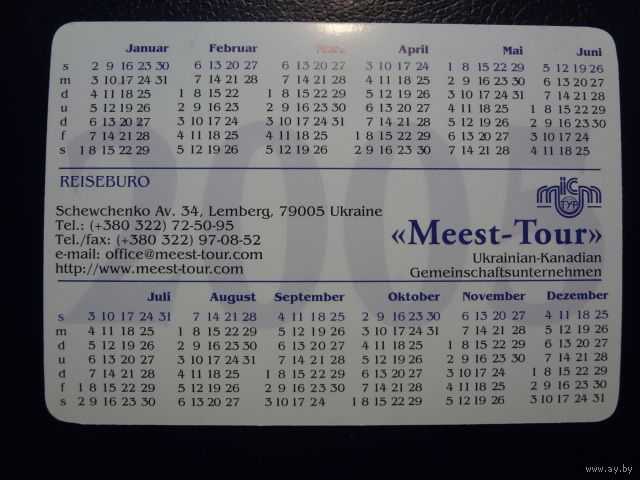 Januar Februar März April Mai Juni
s 2 9 16 23 30 6 13 20 27 6 13 20 27 3 10 17 24 1 8 15 22 29 5 12 19 26
m 3 10 17 24 31 7 14 21 28 7 14 21 28 4 11 18 25 2 9 16 23 30 6 13 20 27
d 4 11 18 25 1 8 15 22 1 8 15 22 29 5 12 19 26 3 10 17 24 31 7 14 21 28
u 5 12 19 26 2 9 16 23 2 9 16 23 30 6 13 20 27 4 11 18 25 1 8 15 22 29
d 6 13 20 27 3 10 17 24 3 10 17 24 31 7 14 21 28 5 12 19 26 2 9 16 23 30
f 7 14 21 28 4 11 18 25 4 11 18 25 1 8 15 22 29 6 13 20 27 3 10 17 24
s 1 8 15 22 29 5 12 19 26 5 12 19 26 2 9 16 23 30 7 14 21 28 4 11 18 25
2005
REISEBURO
Schewchenko Av. 34, Lemberg, 79005 Ukraine
Tel.: (+380 322) 72-50-95
Tel./fax: (+380 322) 97-08-52
e-mail: office@meest-tour.com
http://www.meest-tour.com
міст
ТУР
«Meest-Tour»
Ukrainian-Kanadian
Gemeinschaftsunternehmen
Juli August September Oktober November Dezember
s 3 10 17 24 31 7 14 21 28 4 11 18 25 2 9 16 23 30 6 13 20 27 4 11 18 25
m 4 11 18 25 1 8 15 22 29 5 12 19 26 3 10 17 24 31 7 14 21 28 5 12 19 26
d 5 12 19 26 2 9 16 23 30 6 13 20 27 4 11 18 25 1 8 15 22 29 6 13 20 27
u 6 13 20 27 3 10 17 24 31 7 14 21 28 5 12 19 26 2 9 16 23 30 7 14 21 28
d 7 14 21 28 4 11 18 25 1 8 15 22 29 6 13 20 27 3 10 17 24 1 8 15 22 29
f 1 8 15 22 29 5 12 19 26 2 9 16 23 30 7 14 21 28 4 11 18 25 2 9 16 23 30
s 2 9 16 23 30 6 13 20 27 3 10 17 24 1 8 15 22 29 5 12 19 26 3 10 17 24 31
www.ay.by